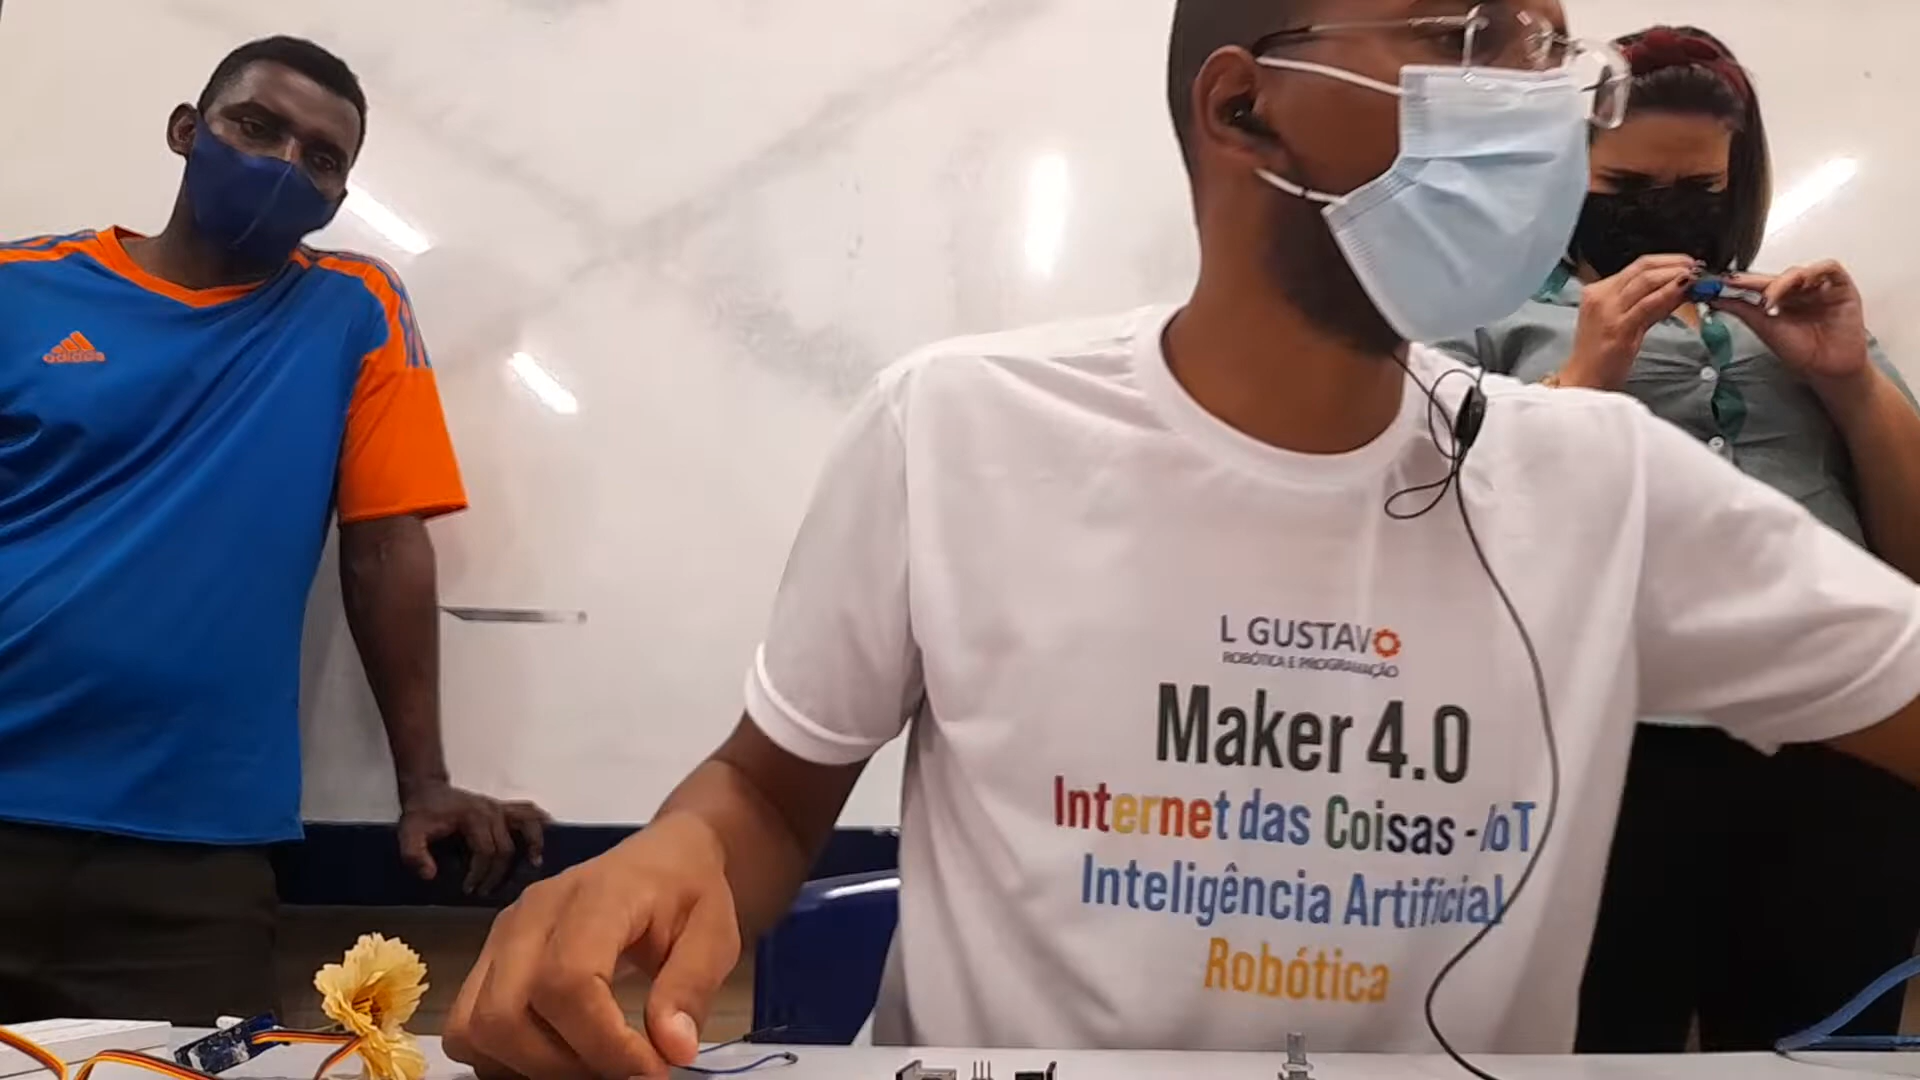 adidas
L GUSTAVO
ROBÓTICA E PROGRAMAÇÃO
Maker 4.0
Internet das Coisas - IoT
Inteligência Artificial
Robótica